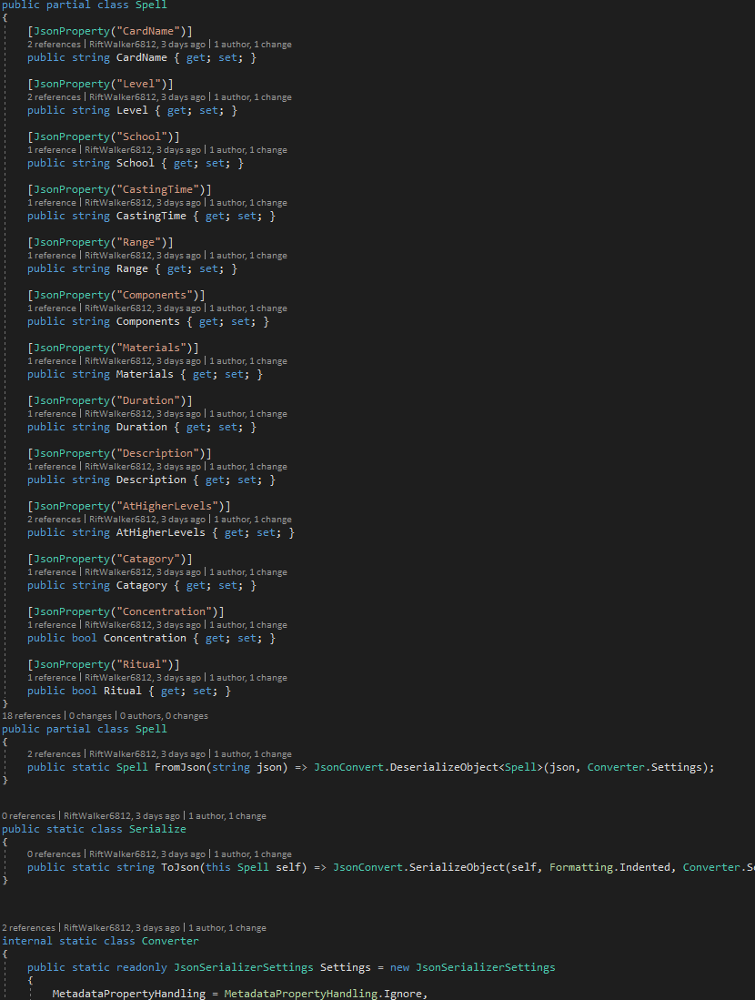 public partial class Spell
{
[JsonProperty("CardName")]
2 references | RiftWalker6812, 3 days ago | 1 author, 1 change
public string CardName { get; set; }
[JsonProperty("Level")]
2 references | RiftWalker6812, 3 days ago | 1 author, 1 change
public string Level { get; set; }
[JsonProperty("School")]
1 reference | RiftWalker6812, 3 days ago | 1 author, 1 change
public string School { get; set; }
[JsonProperty("CastingTime")]
1 reference | RiftWalker6812, 3 days ago | 1 author, 1 change
public string CastingTime { get; set; }
[JsonProperty("Range")]
1 reference | RiftWalker6812, 3 days ago | 1 author, 1 change
public string Range { get; set; }
[JsonProperty("Components")]
1 reference | RiftWalker6812, 3 days ago | 1 author, 1 change
public string Components { get; set; }
[JsonProperty("Materials")]
1 reference | RiftWalker6812, 3 days ago | 1 author, 1 change
public string Materials { get; set; }
[JsonProperty("Duration")]
1 reference | RiftWalker6812, 3 days ago | 1 author, 1 change
public string Duration { get; set; }
[JsonProperty("Description")]
1 reference | RiftWalker6812, 3 days ago | 1 author, 1 change
public string Description { get; set; }
[JsonProperty("AtHigherLevels")]
2 references | RiftWalker6812, 3 days ago | 1 author, 1 change
public string AtHigherLevels { get; set; }
[JsonProperty("Catagory")]
1 reference | RiftWalker6812, 3 days ago | 1 author, 1 change
public string Catagory { get; set; }
[JsonProperty("Concentration")]
1 reference | RiftWalker6812, 3 days ago | 1 author, 1 change
public bool Concentration { get; set; }
[JsonProperty("Ritual")]
1 reference | RiftWalker6812, 3 days ago | 1 author, 1 change
public bool Ritual { get; set; }
}
18 references | 0 changes | 0 authors, 0 changes
public partial class Spell
{
2 references | RiftWalker6812, 3 days ago | 1 author, 1 change
public static Spell FromJson(string json) => JsonConvert.DeserializeObject<Spell>(json, Converter.Settings);
}
0 references | RiftWalker6812, 3 days ago | 1 author, 1 change
public static class Serialize
{
0 references | RiftWalker6812, 3 days ago | 1 author, 1 change
public static string ToJson(this Spell self) => JsonConvert.SerializeObject(self, Formatting.Indented, Converter.S
}
2 references | RiftWalker6812, 3 days ago | 1 author, 1 change
internal static class Converter
{
public static readonly JsonSerializerSettings Settings = new JsonSerializerSettings
{
MetadataPropertyHandling = MetadataPropertyHandling.Ignore,